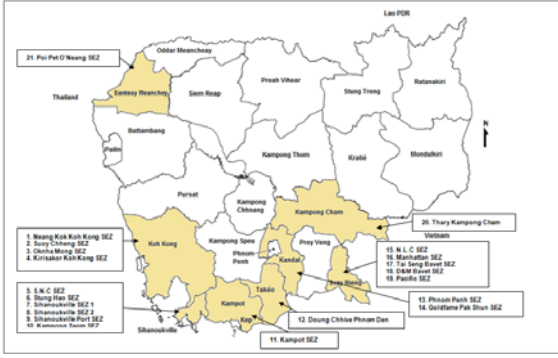 Lao PDR
Oddar Meancheay
21. Poi Pet O'Neang SEZ
Preah Vihear
Ratanakiri
Stung Treng
Banteay Meanchey
Siem Reap
Thailand
N
Battambang
Pailin
Kampong Thom
Kratié
Mondulkiri
Pursat
Kampong
Chhnang
Kampong Cham
20. Thary Kampong Cham
1. Neang Kok Koh Kong SEZ
2. Suoy Chheng SEZ
3. Oknha Mong SEZ
4. Kirisakor Koh Kong SEZ
Koh Kong
Kampong Speu
Phnom
Penh
Prey Veng
Vietnam
Kandal
15. N.L.C SEZ
16. Manhattan SEZ
17. Tai Seng Bavet SEZ
18. D&M Bavet SEZ
19. Pasific SEZ
Svay Rieng
5. S.N.C SEZ
6. Stung Hao SEZ
7. Sihanoukville SEZ 1
8. Sihanoukville SEZ 2
9. Sihanoukville Port SEZ
10. Kampong Saom SEZ
Takéo
Kampot
Kep
Sihanoukville
13. Phnom Penh SEZ
14. Goldfame Pak Shun SEZ
12. Doung Chhive Phnom Den
11. Kampot SEZ